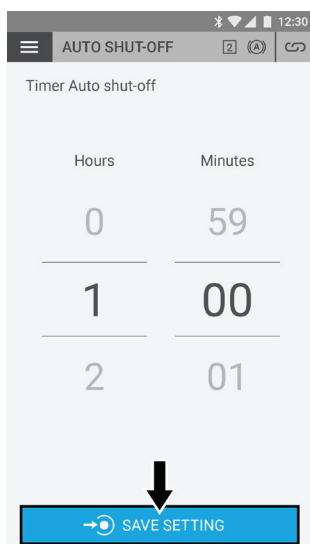 12:30
AUTO SHUT-OFF 2 (A)
Timer Auto shut-off
Hours Minutes
0 59
1 00
2 01
SAVE SETTING